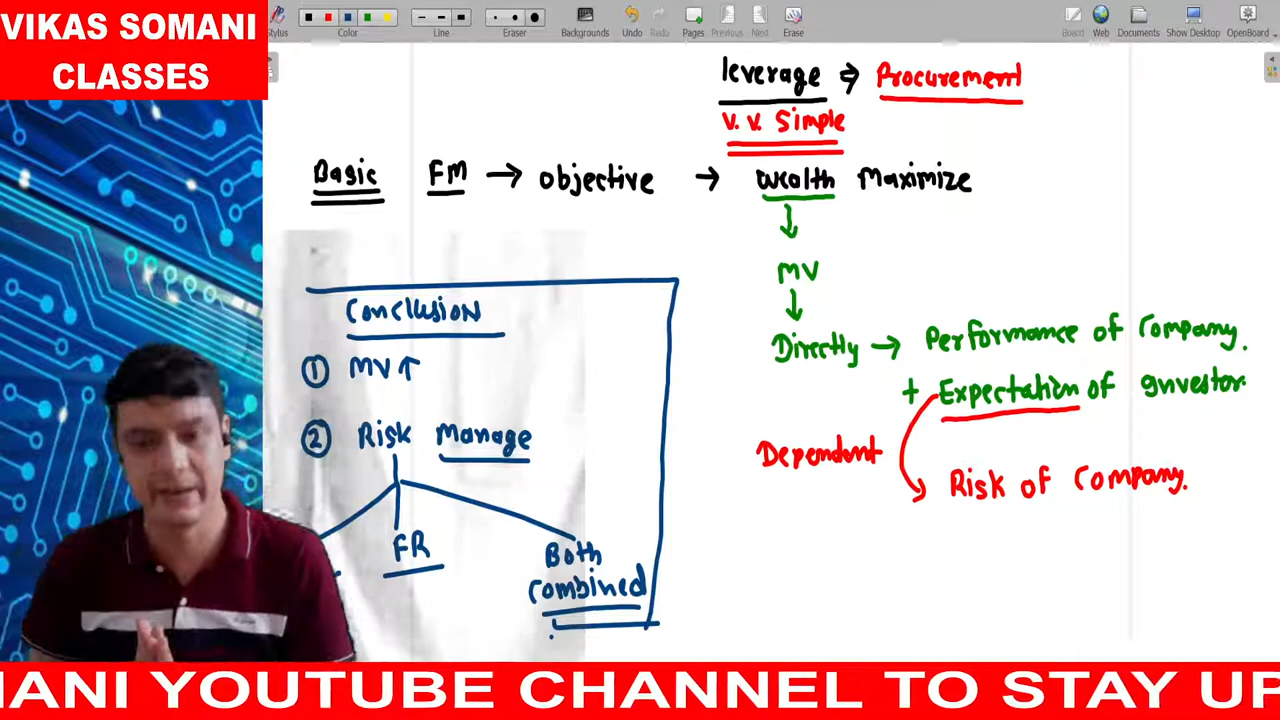 VIKAS SOMANI
CLASSES
Stylus
Color
Line
Eraser
Backgrounds
Undo
Redo
Pages
Previous
Next
Erase
Board
Web
Documents
Show Desktop
OpenBoard
leverage ⇒ Procurement
V. V. Simple
Basic FM → objective → Wealth Maximize
↓
MV
↓
Directly → Performance of Company.
+ Expectation of Investor.
Dependent
Risk of Company.
Conclusion
① MV↑
② Risk Manage
FR
Both
Combined
MANI YOUTUBE CHANNEL TO STAY UP